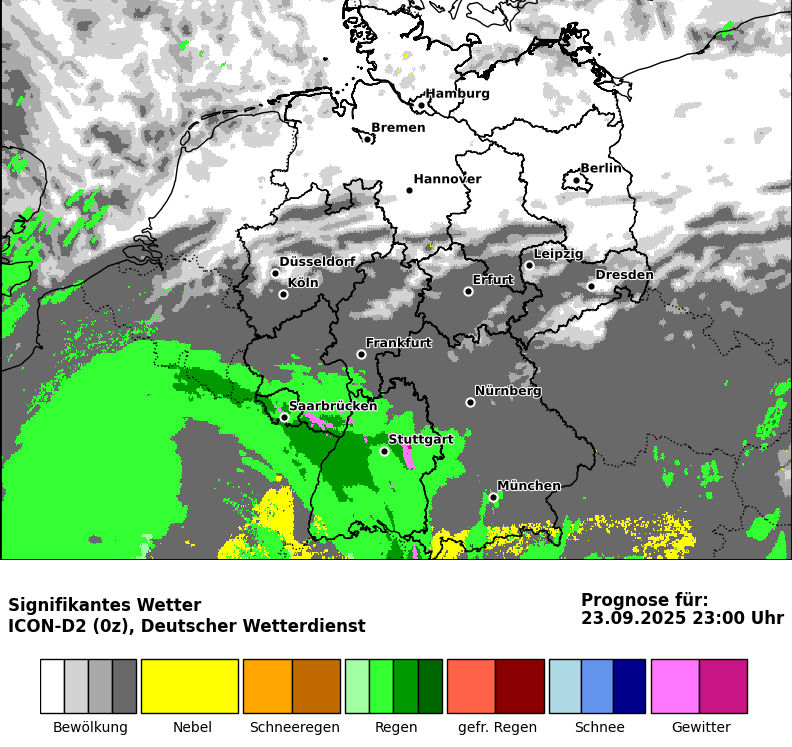 Hamburg
Bremen
Berlin
Hannover
Leipzig
Düsseldorf
Dresden
Köln
Erfurt
Frankfurt
Nürnberg
Saarbrücken
Stuttgart
München
Signifikantes Wetter
ICON-D2 (0z), Deutscher Wetterdienst
Prognose für:
23.09.2025 23:00 Uhr
Bewölkung
Nebel
Schneeregen
Regen
gefr. Regen
Schnee
Gewitter